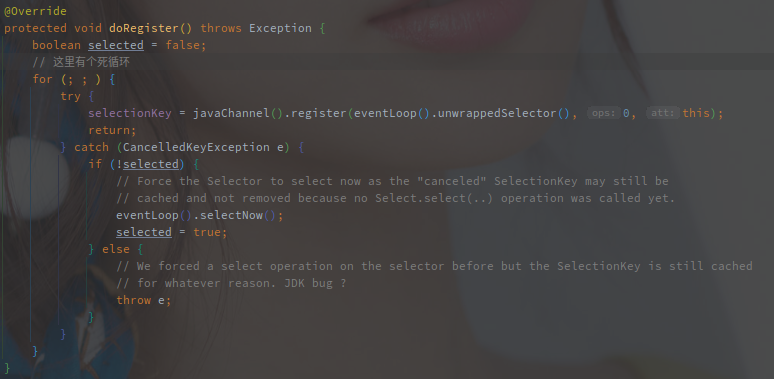 @Override
protected void doRegister() throws Exception {
    boolean selected = false;
    // 这里有个死循环
    for (; ; ) {
        try {
            selectionKey = javaChannel().register(eventLoop().unwrappedSelector(), ops: 0, att: this);
            return;
        } catch (CancelledKeyException e) {
            if (!selected) {
                // Force the Selector to select now as the "canceled" SelectionKey may still be
                // cached and not removed because no Select.select(..) operation was called yet.
                eventLoop().selectNow();
                selected = true;
            } else {
                // We forced a select operation on the selector before but the SelectionKey is still cached
                // for whatever reason. JDK bug ?
                throw e;
            }
        }
    }
}